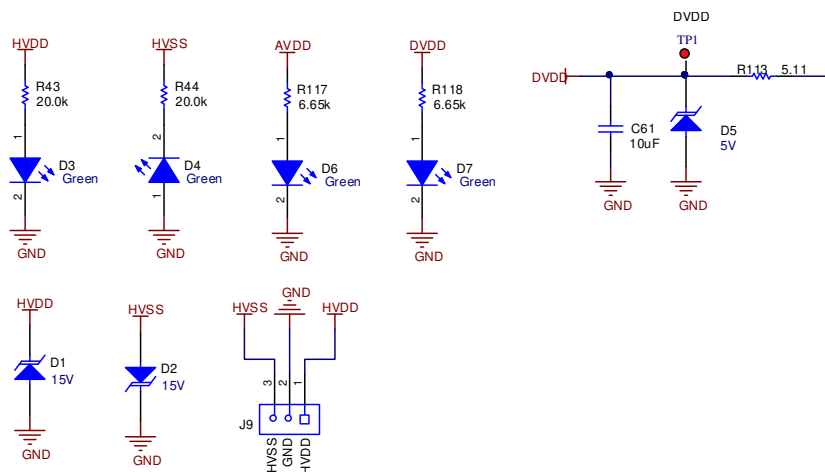 DVDD
TP1
HVDD
HVSS
AVDD
DVDD
DVDD
R113 5.11
R43
20.0k
R44
20.0k
R117
6.65k
R118
6.65k
C61
10uF
D5
5V
1
2
1
1
D3
Green
D4
Green
D6
Green
D7
Green
2
1
2
2
GND
GND
GND
GND
GND
GND
HVDD
HVSS
HVSS
GND
HVDD
D1
15V
D2
15V
3
2
1
J9
GND
GND
HVSS
GND
HVDD